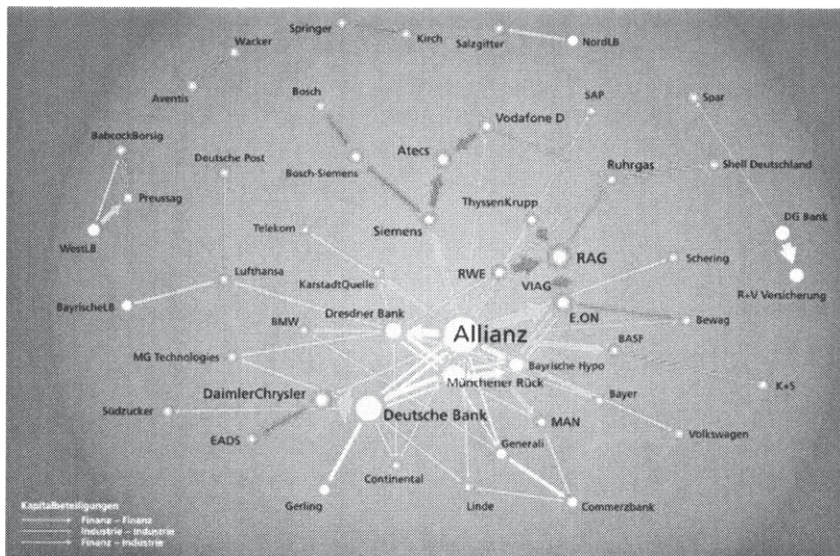 Springer
Kirch
Salzgitter
NordLB
Wacker
Aventis
Bosch
SAP
Spar
Vodafone D
BabcockBorsig
Deutsche Post
Atecs
Bosch-Siemens
Ruhrgas
Shell Deutschland
Preussag
ThyssenKrupp
DG Bank
WestLB
Telekom
Siemens
RAG
Schering
Lufthansa
KarstadtQuelle
RWE
VIAG
R+V Versicherung
BayrischeLB
Dresdner Bank
E.ON
Bewag
BMW
Allianz
BASF
MG Technologies
Bayrische Hypo
Münchener Rück
K+S
DaimlerChrysler
Bayer
Südzucker
Deutsche Bank
MAN
Volkswagen
EADS
Generali
Continental
Gerling
Linde
Commerzbank
Kapitalbeteiligungen
Finanz – Finanz
Industrie – Industrie
Finanz – Industrie